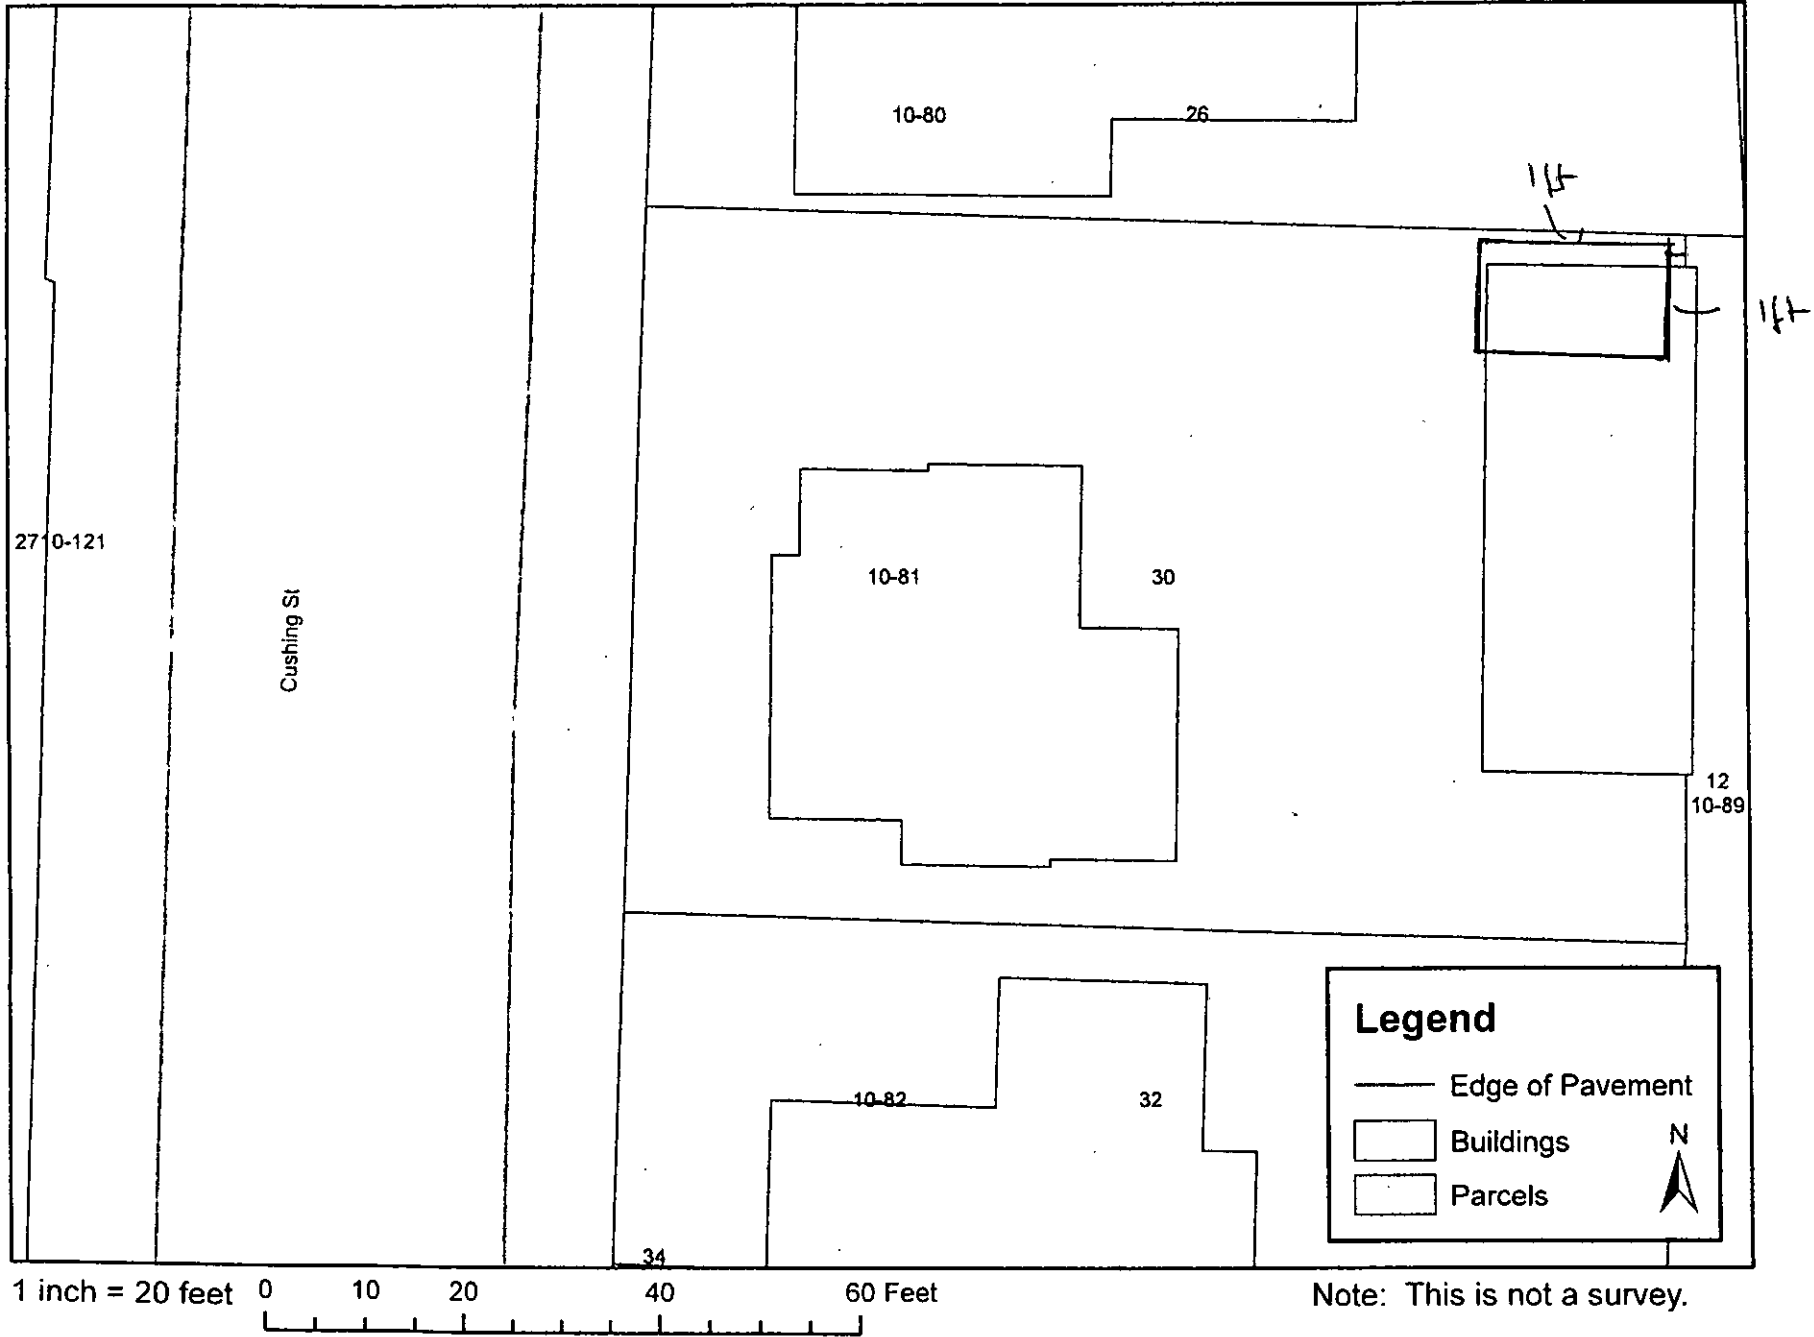 10-80
26
1ft
1ft
2710-121
10-81
30
Cushing St
12
10-89
10-82
32
34
Legend
Edge of Pavement
Buildings
Parcels
N
1 inch = 20 feet
0 10 20 40 60 Feet
Note: This is not a survey.